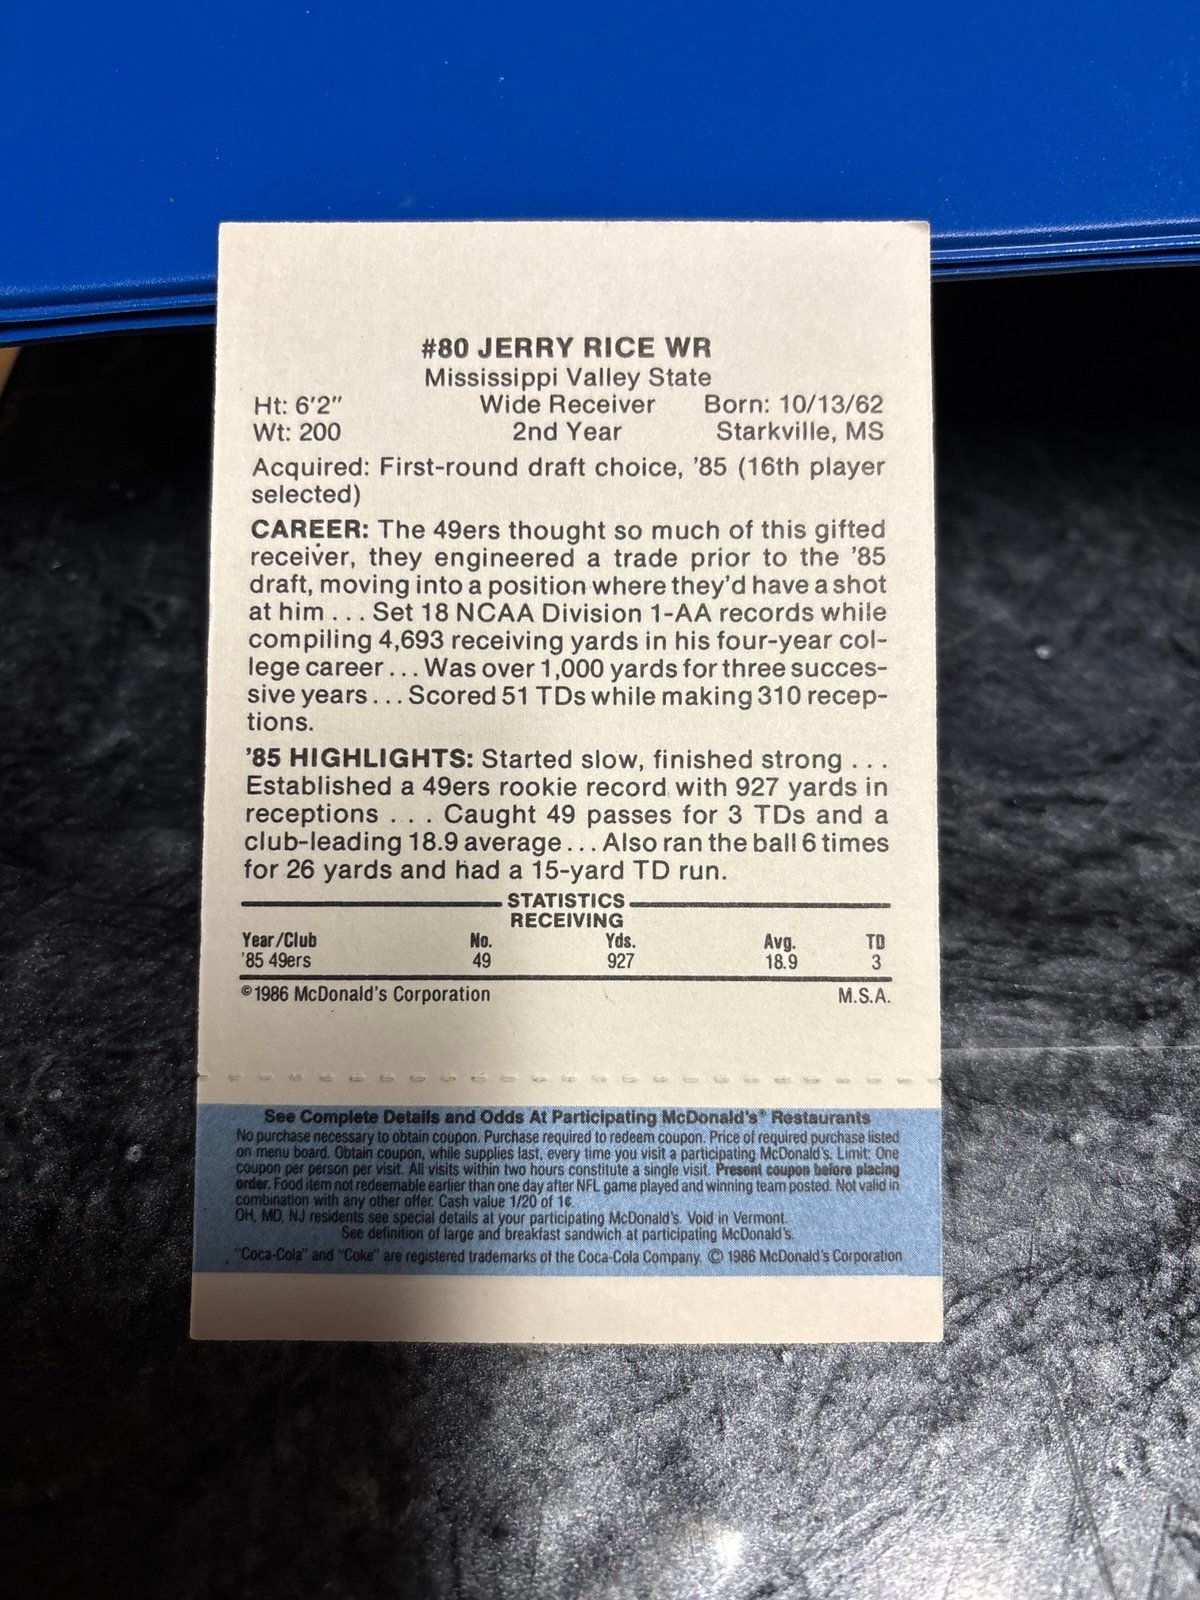 #80 JERRY RICE WR
Mississippi Valley State
Ht: 6'2" Wide Receiver Born: 10/13/62
Wt: 200 2nd Year Starkville, MS
Acquired: First-round draft choice, '85 (16th player
selected)
CAREER: The 49ers thought so much of this gifted
receiver, they engineered a trade prior to the '85
draft, moving into a position where they'd have a shot
at him . . . Set 18 NCAA Division 1-AA records while
compiling 4,693 receiving yards in his four-year col-
lege career . . . Was over 1,000 yards for three succes-
sive years . . . Scored 51 TDs while making 310 recep-
tions.
'85 HIGHLIGHTS: Started slow, finished strong . . .
Established a 49ers rookie record with 927 yards in
receptions . . . Caught 49 passes for 3 TDs and a
club-leading 18.9 average . . . Also ran the ball 6 times
for 26 yards and had a 15-yard TD run.
STATISTICS
RECEIVING
Year/Club No. Yds. Avg. TD
'85 49ers 49 927 18.9 3
©1986 McDonald's Corporation M.S.A.
See Complete Details and Odds At Participating McDonald's® Restaurants
No purchase necessary to obtain coupon. Purchase required to redeem coupon. Price of required purchase listed
on menu board. Obtain coupon, while supplies last, every time you visit a participating McDonald's. Limit: One
coupon per person per visit. All visits within two hours constitute a single visit. Present coupon before placing
order. Food item not redeemable earlier than one day after NFL game played and winning team posted. Not valid in
combination with any other offer. Cash value 1/20 of 1¢.
OH, MD, NJ residents see special details at your participating McDonald's. Void in Vermont.
See definition of large and breakfast sandwich at participating McDonald's.
"Coca-Cola" and "Coke" are registered trademarks of the Coca-Cola Company. © 1986 McDonald's Corporation